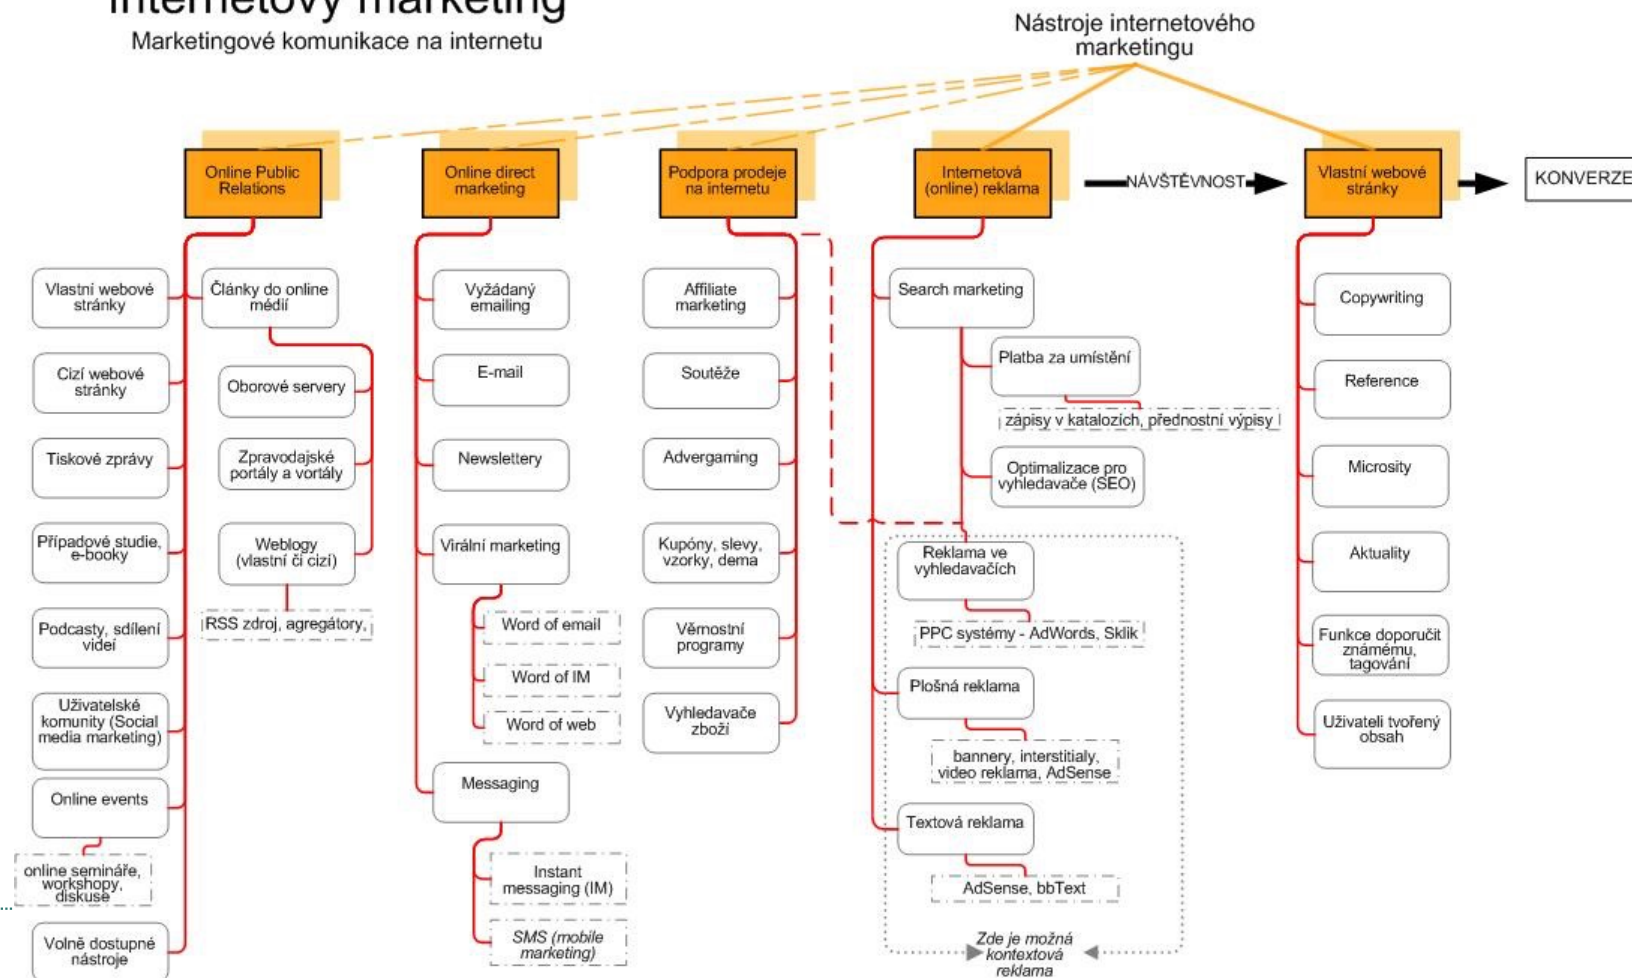 Internetový marketing
Marketingové komunikace na internetu
Nástroje internetového
marketingu
Online Public
Relations
Online direct
marketing
Podpora prodeje
na internetu
Internetová
(online) reklama
NÁVŠTĚVNOST
Vlastní webové
stránky
KONVERZE
Vlastní webové
stránky
Cizí webové
stránky
Tiskové zprávy
Případové studie,
e-booky
Podcasty, sdílení
videí
Uživatelské
komunity (Social
media marketing)
Online events
online semináře,
workshopy,
diskuse
Volně dostupné
nástroje
Články do online
médií
Oborové servery
Zpravodajské
portály a vortály
Weblogy
(vlastní či cizí)
RSS zdroj, agregátory,
Vyžádaný
emailing
E-mail
Newslettery
Virální marketing
Word of email
Word of IM
Word of web
Messaging
Instant
messaging (IM)
SMS (mobile
marketing)
Affiliate
marketing
Soutěže
Advergaming
Kupóny, slevy,
vzorky, dema
Věrnostní
programy
Vyhledavače
zboží
Search marketing
Platba za umístění
zápisy v katalozích, přednostní výpisy
Optimalizace pro
vyhledavače (SEO)
Reklama ve
vyhledavačích
PPC systémy - AdWords, Sklik
Plošná reklama
bannery, interstitialy,
video reklama, AdSense
Textová reklama
AdSense, bbText
Zde je možná
kontextová
reklama
Copywriting
Reference
Microsity
Aktuality
Funkce doporučit
známému,
tagování
Uživateli tvořený
obsah